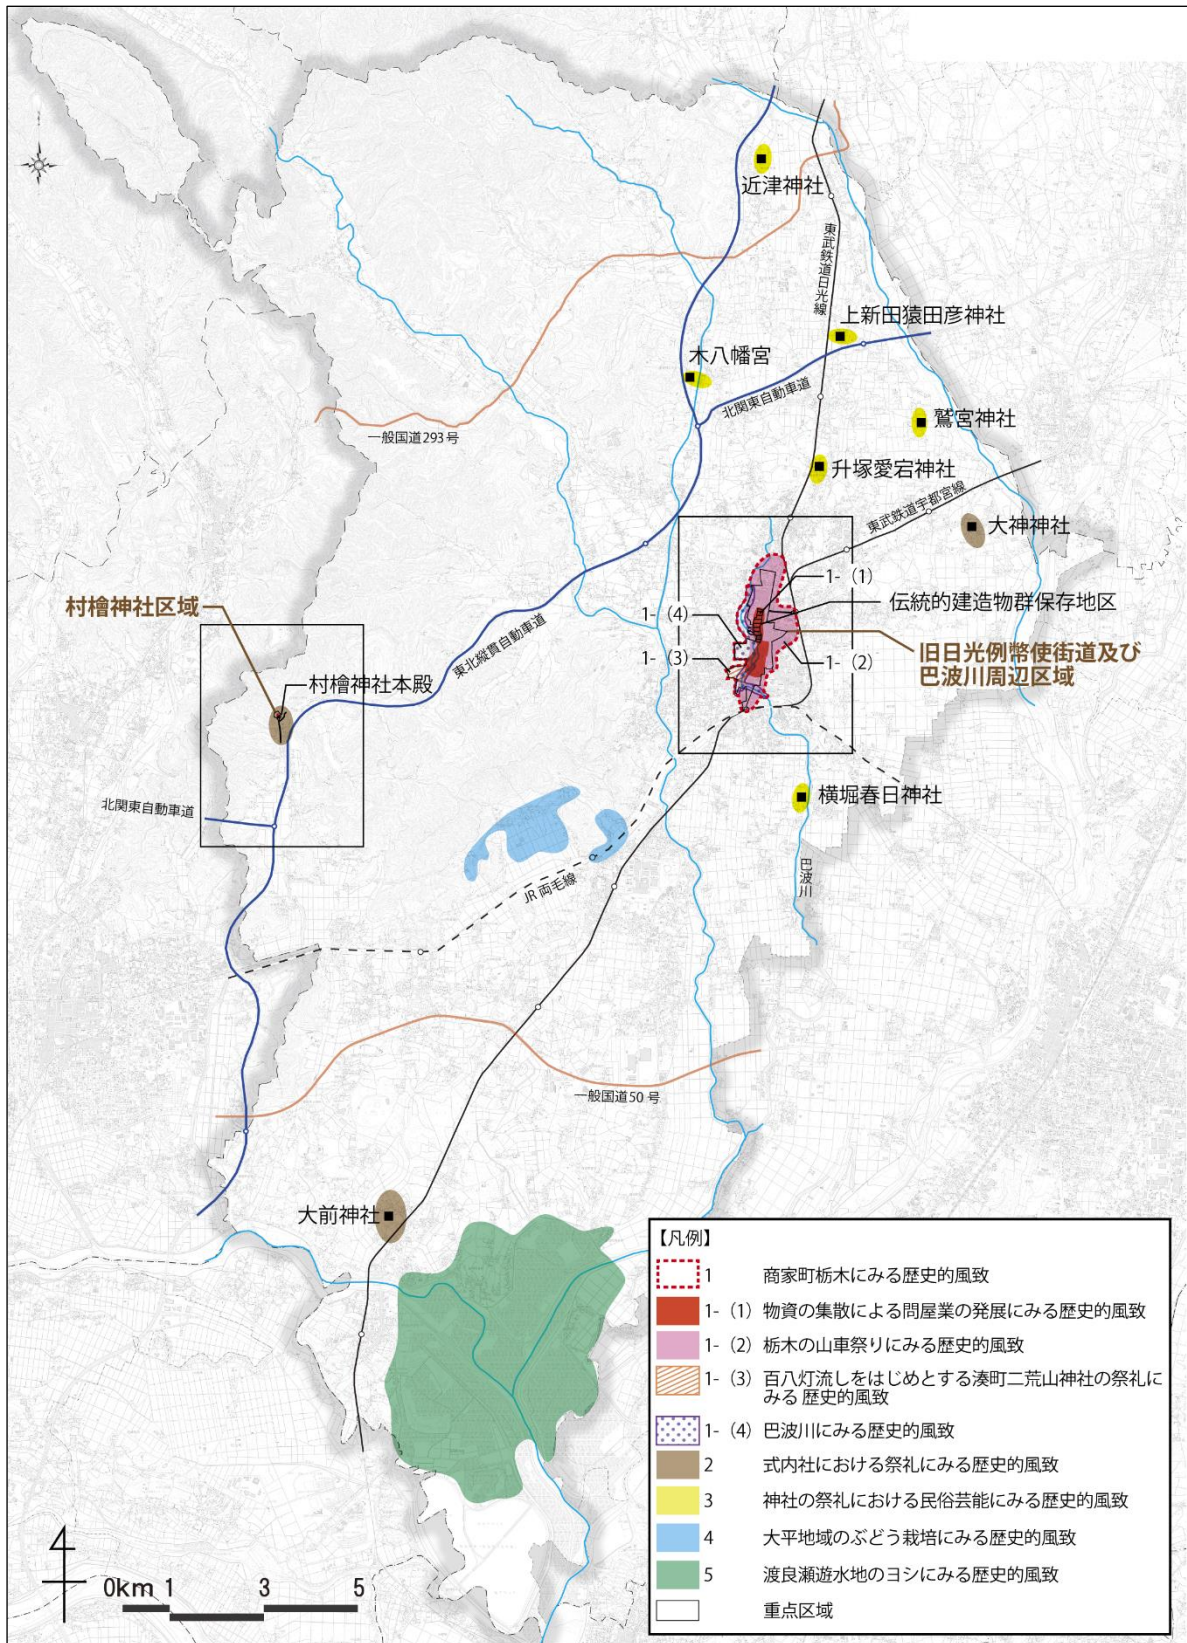 近津神社
東武鉄道日光線
上新田猿田彦神社
木八幡宮
北関東自動車道
一般国道293号
鷲宮神社
升塚愛宕神社
東武鉄道宇都宮線
大神神社
1-（1）
伝統的建造物群保存地区
1-（4）
1-（3）
1-（2）
旧日光例幣使街道及び
巴波川周辺区域
村檜神社区域
東北縦貫自動車道
村檜神社本殿
北関東自動車道
横堀春日神社
巴波川
JR両毛線
一般国道50号
大前神社
【凡例】
1 商家町栃木にみる歴史的風致
1-（1）物資の集散による問屋業の発展にみる歴史的風致
1-（2）栃木の山車祭りにみる歴史的風致
1-（3）百八灯流しをはじめとする湊町二荒山神社の祭礼に
みる 歴史的風致
1-（4）巴波川にみる歴史的風致
2 式内社における祭礼にみる歴史的風致
3 神社の祭礼における民俗芸能にみる歴史的風致
4 大平地域のぶどう栽培にみる歴史的風致
5 渡良瀬遊水地のヨシにみる歴史的風致
重点区域
0km 1 3 5